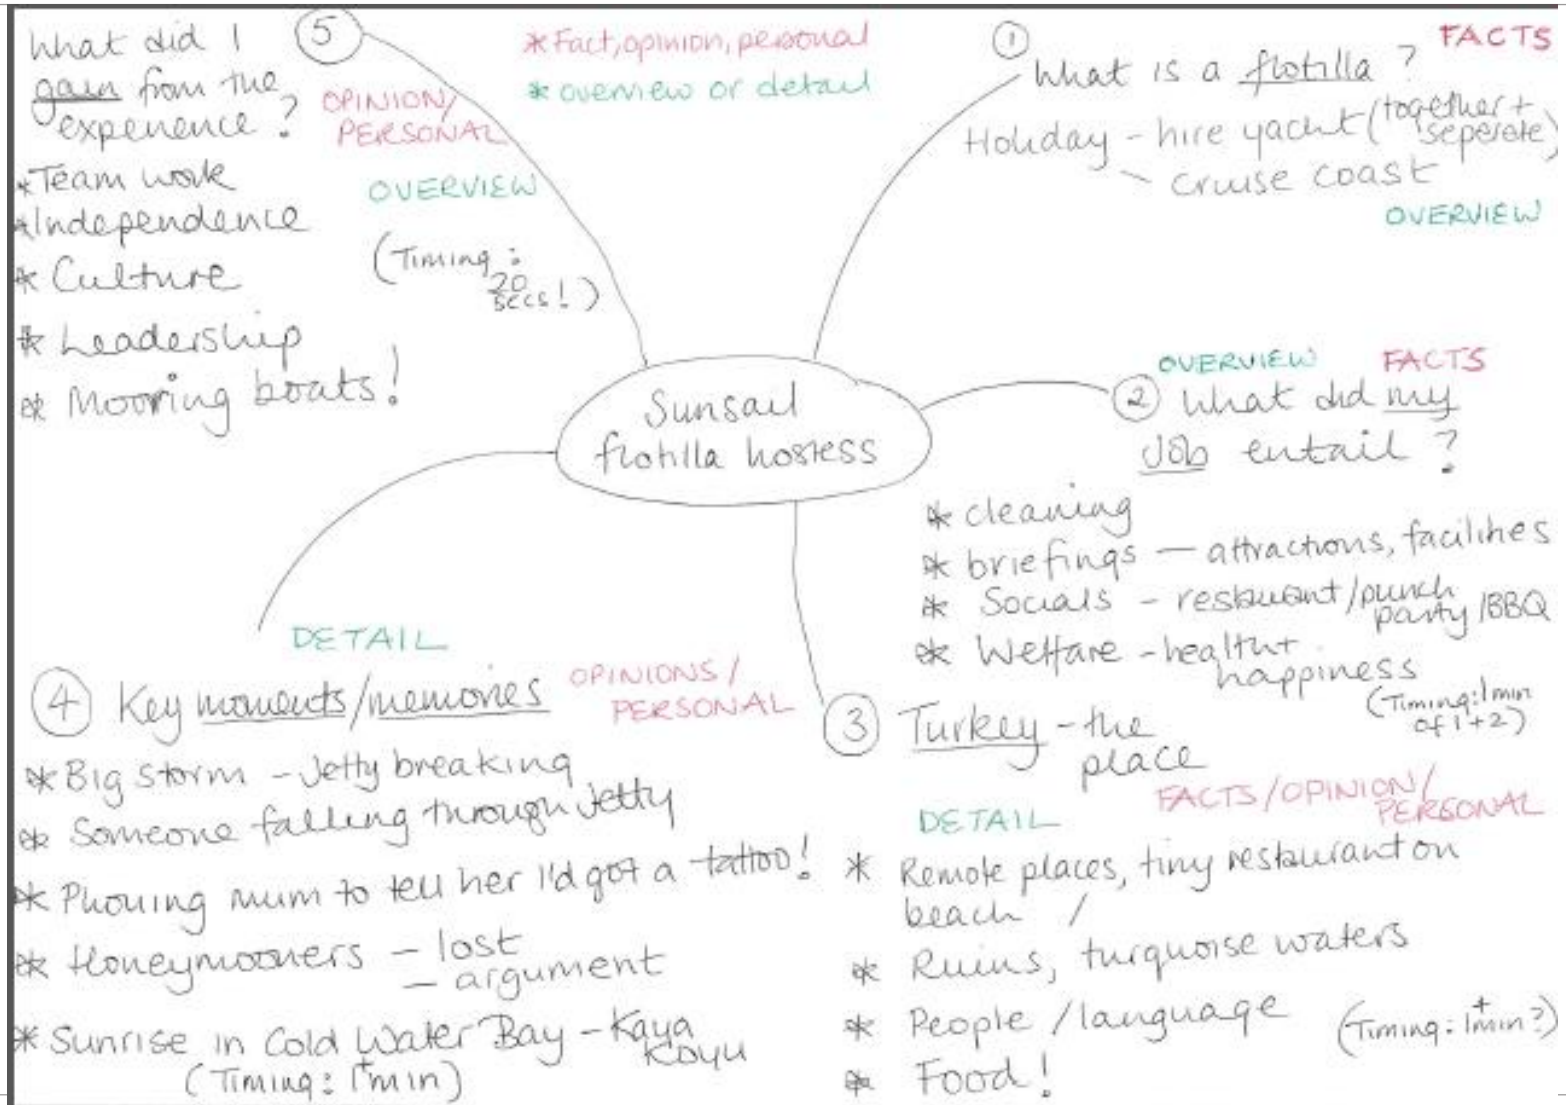 * Fact, opinion, personal
* overview or detail
Sunsail
flotilla hostess
① FACTS
What is a flotilla ?
Holiday - hire yacht (together +
seperate)
- cruise coast
OVERVIEW
OVERVIEW FACTS
② What did my
Job entail ?
* cleaning
* briefings - attractions, facilities
* Socials - restaurant/punch
party /BBQ
* Welfare - health +
happiness
(Timing: 1 min
of 1 + 2)
③ Turkey - the
place
DETAIL FACTS/OPINION/
PERSONAL
* Remote places, tiny restaurant on
beach /
* Ruins, turquoise waters
* People / language
(Timing: 1+min?)
* Food!
DETAIL
④ Key moments/memories
OPINIONS /
PERSONAL
* Big Storm - Jetty breaking
* Someone falling through Jetty
* Phoning mum to tell her I'd got a tattoo!
* Honeymooners - lost
- argument
* Sunrise in Cold Water Bay - Kaya
Koyu
(Timing: 1+min)
⑤
What did I
gain from the
experience?
OPINION/
PERSONAL
OVERVIEW
(Timing:
20
secs!)
* Team work
* Independence
* Culture
* Leadership
* Mooring boats!